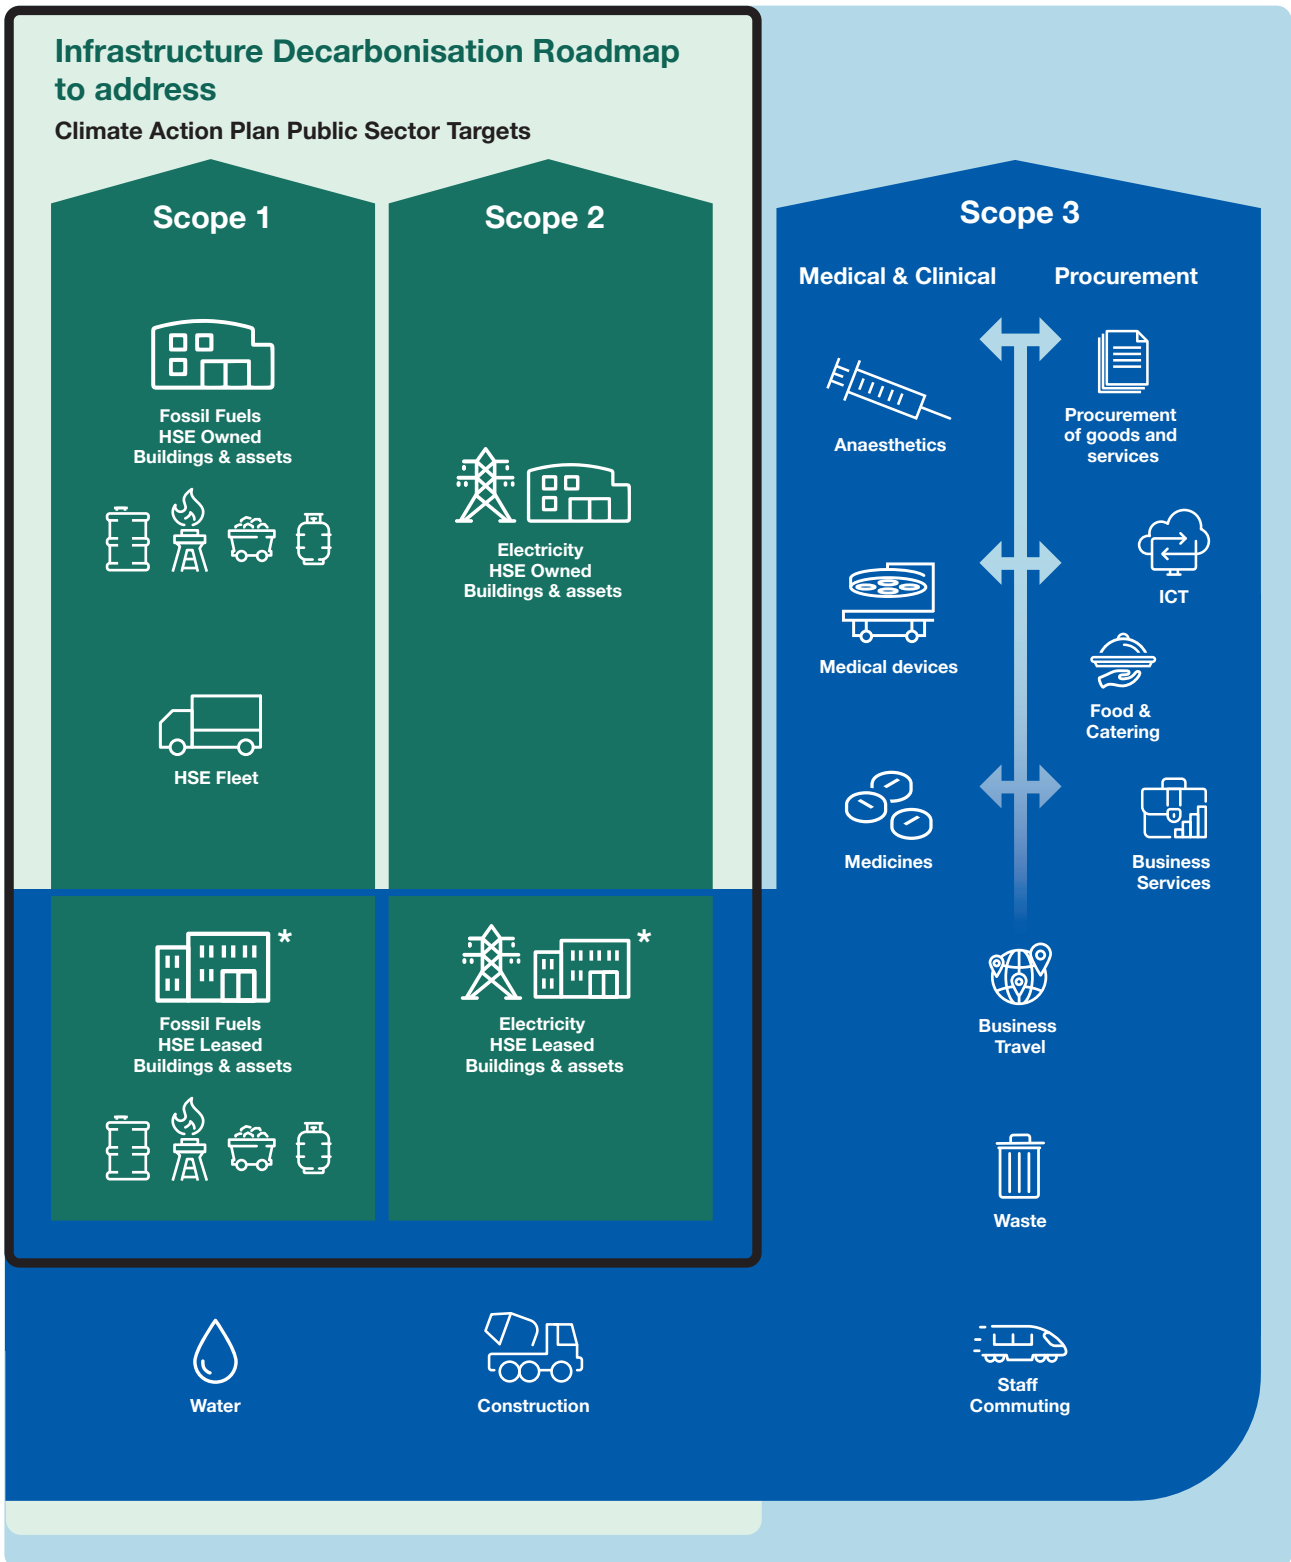 Infrastructure Decarbonisation Roadmap
to address
Climate Action Plan Public Sector Targets
Scope 1
Fossil Fuels
HSE Owned
Buildings & assets
HSE Fleet
*
Fossil Fuels
HSE Leased
Buildings & assets
Scope 2
Electricity
HSE Owned
Buildings & assets
*
Electricity
HSE Leased
Buildings & assets
Scope 3
Medical & Clinical
Anaesthetics
Medical devices
Medicines
Procurement
Procurement
of goods and
services
ICT
Food &
Catering
Business
Services
Business
Travel
Waste
Water
Construction
Staff
Commuting